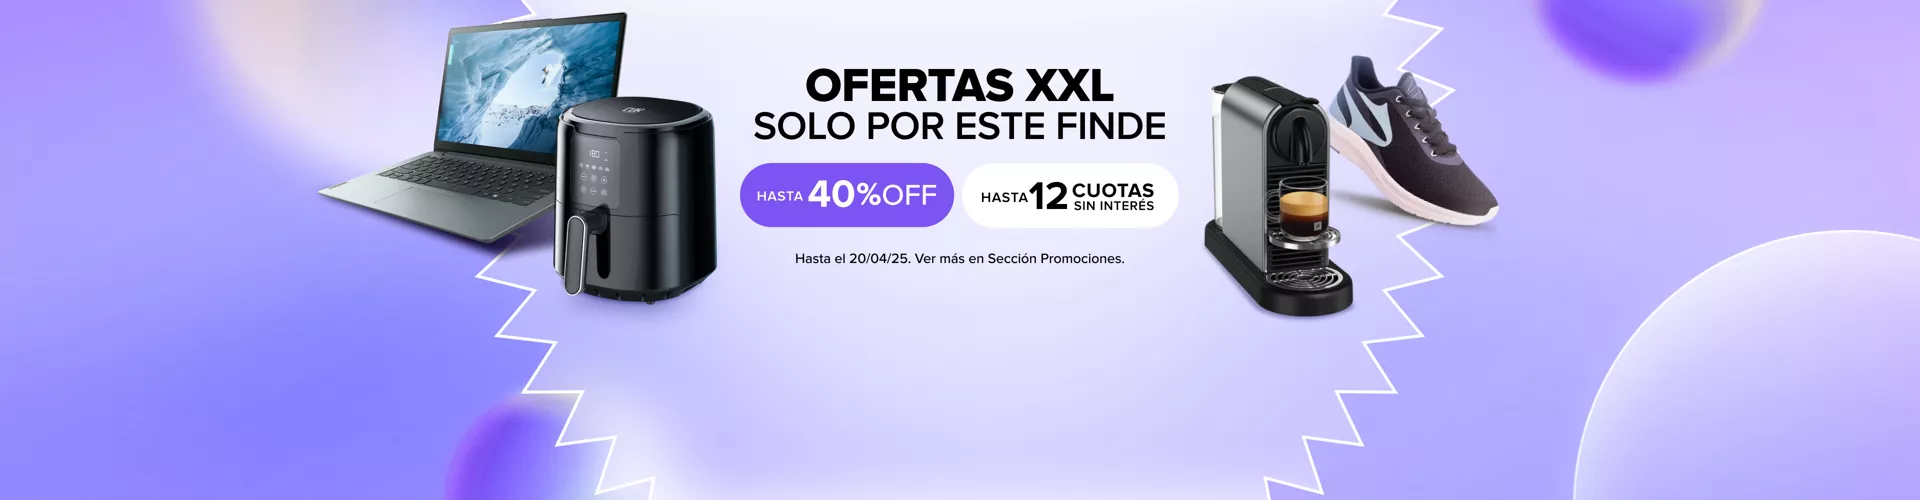 OFERTAS XXL
SOLO POR ESTE FINDE
HASTA 40%OFF
HASTA 12 CUOTAS
SIN INTERÉS
Hasta el 20/04/25. Ver más en Sección Promociones.
180